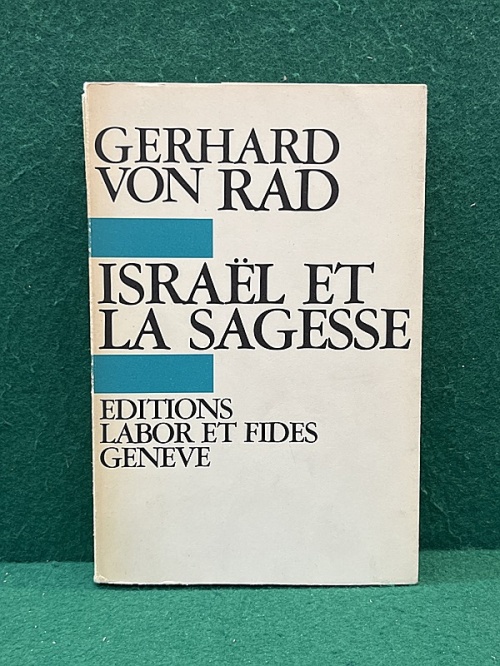 GERHARD
VON RAD
ISRAËL ET
LA SAGESSE
EDITIONS
LABOR ET FIDES
GENEVE